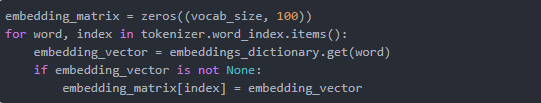 embedding_matrix = zeros((vocab_size, 100))
for word, index in tokenizer.word_index.items():
    embedding_vector = embeddings_dictionary.get(word)
    if embedding_vector is not None:
        embedding_matrix[index] = embedding_vector